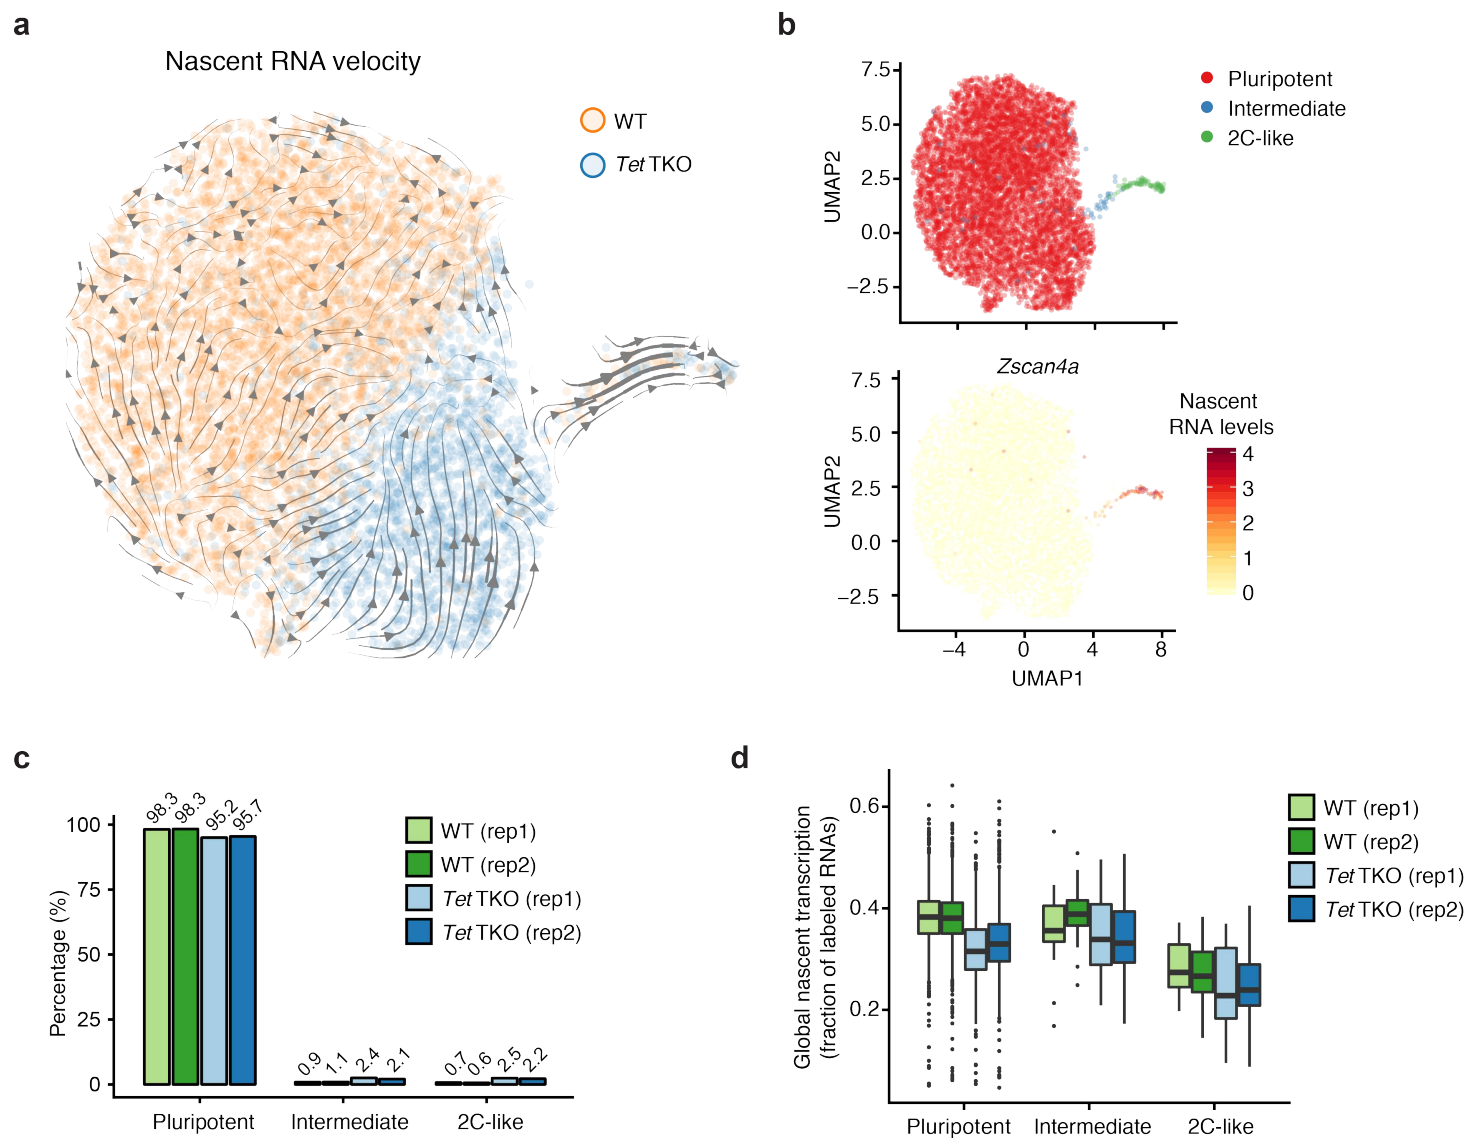 a
Nascent RNA velocity
WT
Tet TKO
b
7.5
5.0
2.5
0.0
−2.5
UMAP2
Pluripotent
Intermediate
2C-like
Zscan4a
7.5
5.0
2.5
0.0
−2.5
UMAP2
−4
0
4
8
UMAP1
Nascent
RNA levels
4
3
2
1
0
c
Percentage (%)
100
75
50
25
0
98.3
98.3
95.2
95.7
0.9
1.1
2.4
2.1
0.7
0.6
2.5
2.2
Pluripotent
Intermediate
2C-like
WT (rep1)
WT (rep2)
Tet TKO (rep1)
Tet TKO (rep2)
d
Global nascent transcription
(fraction of labeled RNAs)
0.6
0.4
0.2
Pluripotent
Intermediate
2C-like
WT (rep1)
WT (rep2)
Tet TKO (rep1)
Tet TKO (rep2)